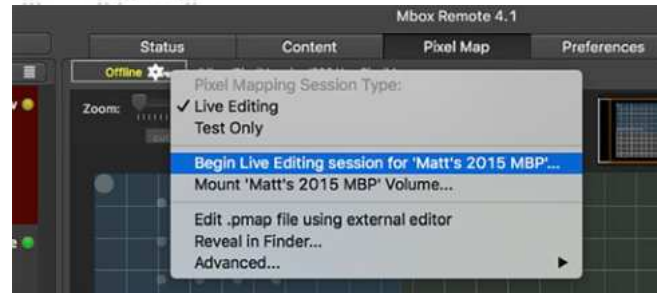 Mbox Remote 4.1
Status Content Pixel Map Preferences
Offline
Pixel Mapping Session Type:
Zoom:
✓ Live Editing
Test Only
Begin Live Editing session for 'Matt's 2015 MBP'...
Mount 'Matt's 2015 MBP' Volume...
Edit .pmap file using external editor
Reveal in Finder...
Advanced...